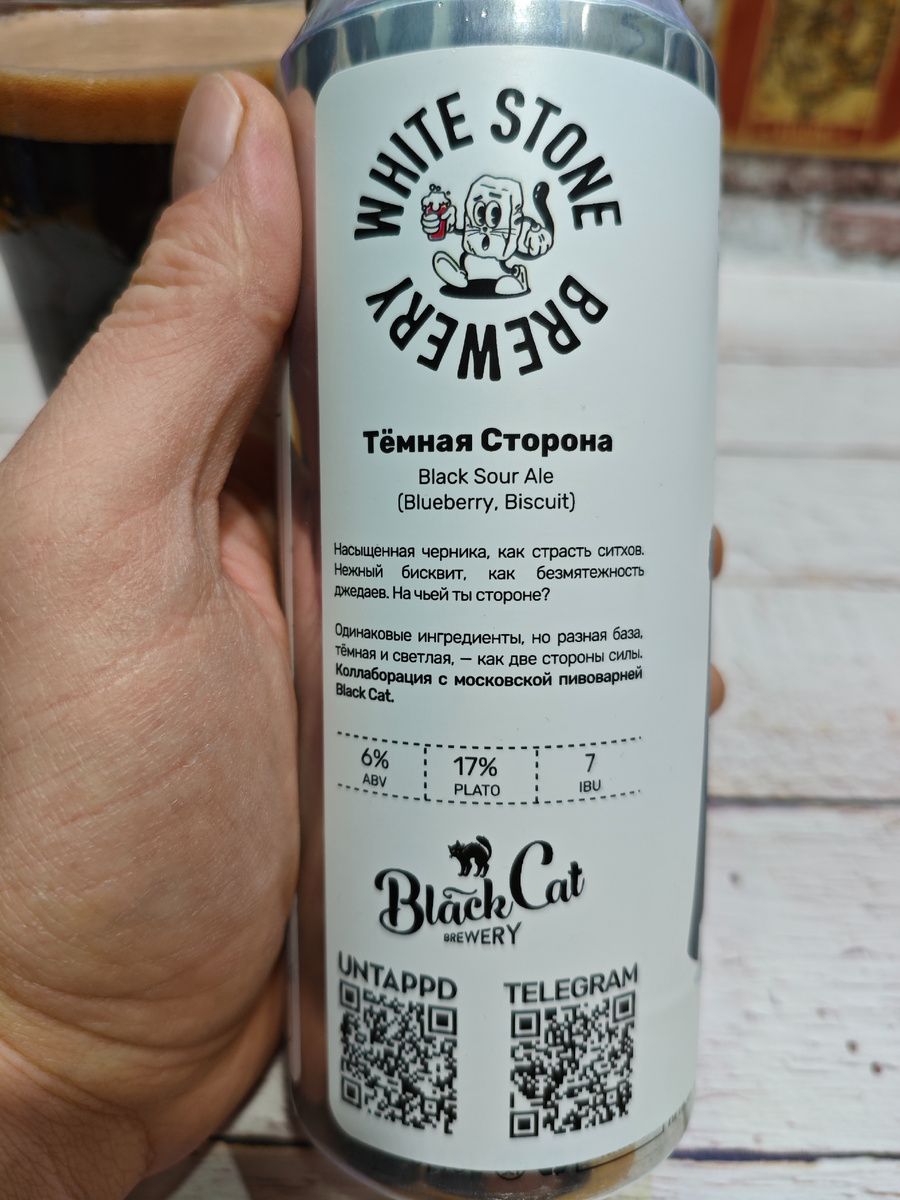 WHITE STONE
BREWERY
Тёмная Сторона
Black Sour Ale
(Blueberry, Biscuit)
Насыщенная черника, как страсть ситхов.
Нежный бисквит, как безмятежность
джедаев. На чьей ты стороне?
Одинаковые ингредиенты, но разная база,
тёмная и светлая, — как две стороны силы.
Коллаборация с московской пивоварней
Black Cat.
6% 17% 7
ABV PLATO IBU
Black Cat
BREWERY
UNTAPPD TELEGRAM